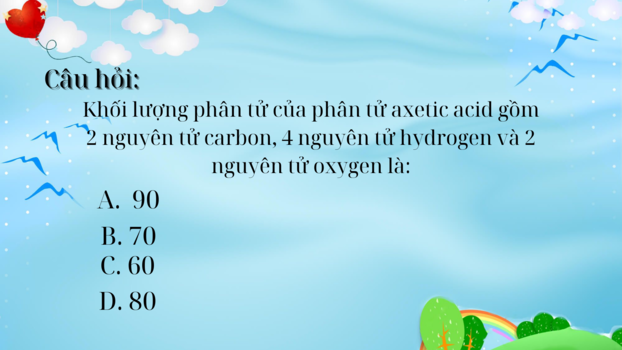 Câu hỏi:
Khối lượng phân tử của phân tử axetic acid gồm
2 nguyên tử carbon, 4 nguyên tử hydrogen và 2
nguyên tử oxygen là:
A. 90
B. 70
C. 60
D. 80